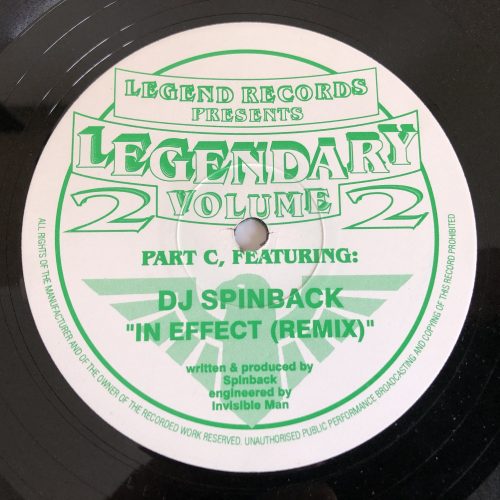 LEGEND RECORDS
PRESENTS
LEGENDARY
2 VOLUME 2
PART C, FEATURING:
DJ SPINBACK
"IN EFFECT (REMIX)"
written & produced by
Spinback
engineered by
Invisible Man
ALL RIGHTS OF THE MANUFACTURER AND OF THE OWNER OF THE RECORDED WORK RESERVED. UNAUTHORISED PUBLIC PERFORMANCE BROADCASTING AND COPYING OF THIS RECORD PROHIBITED